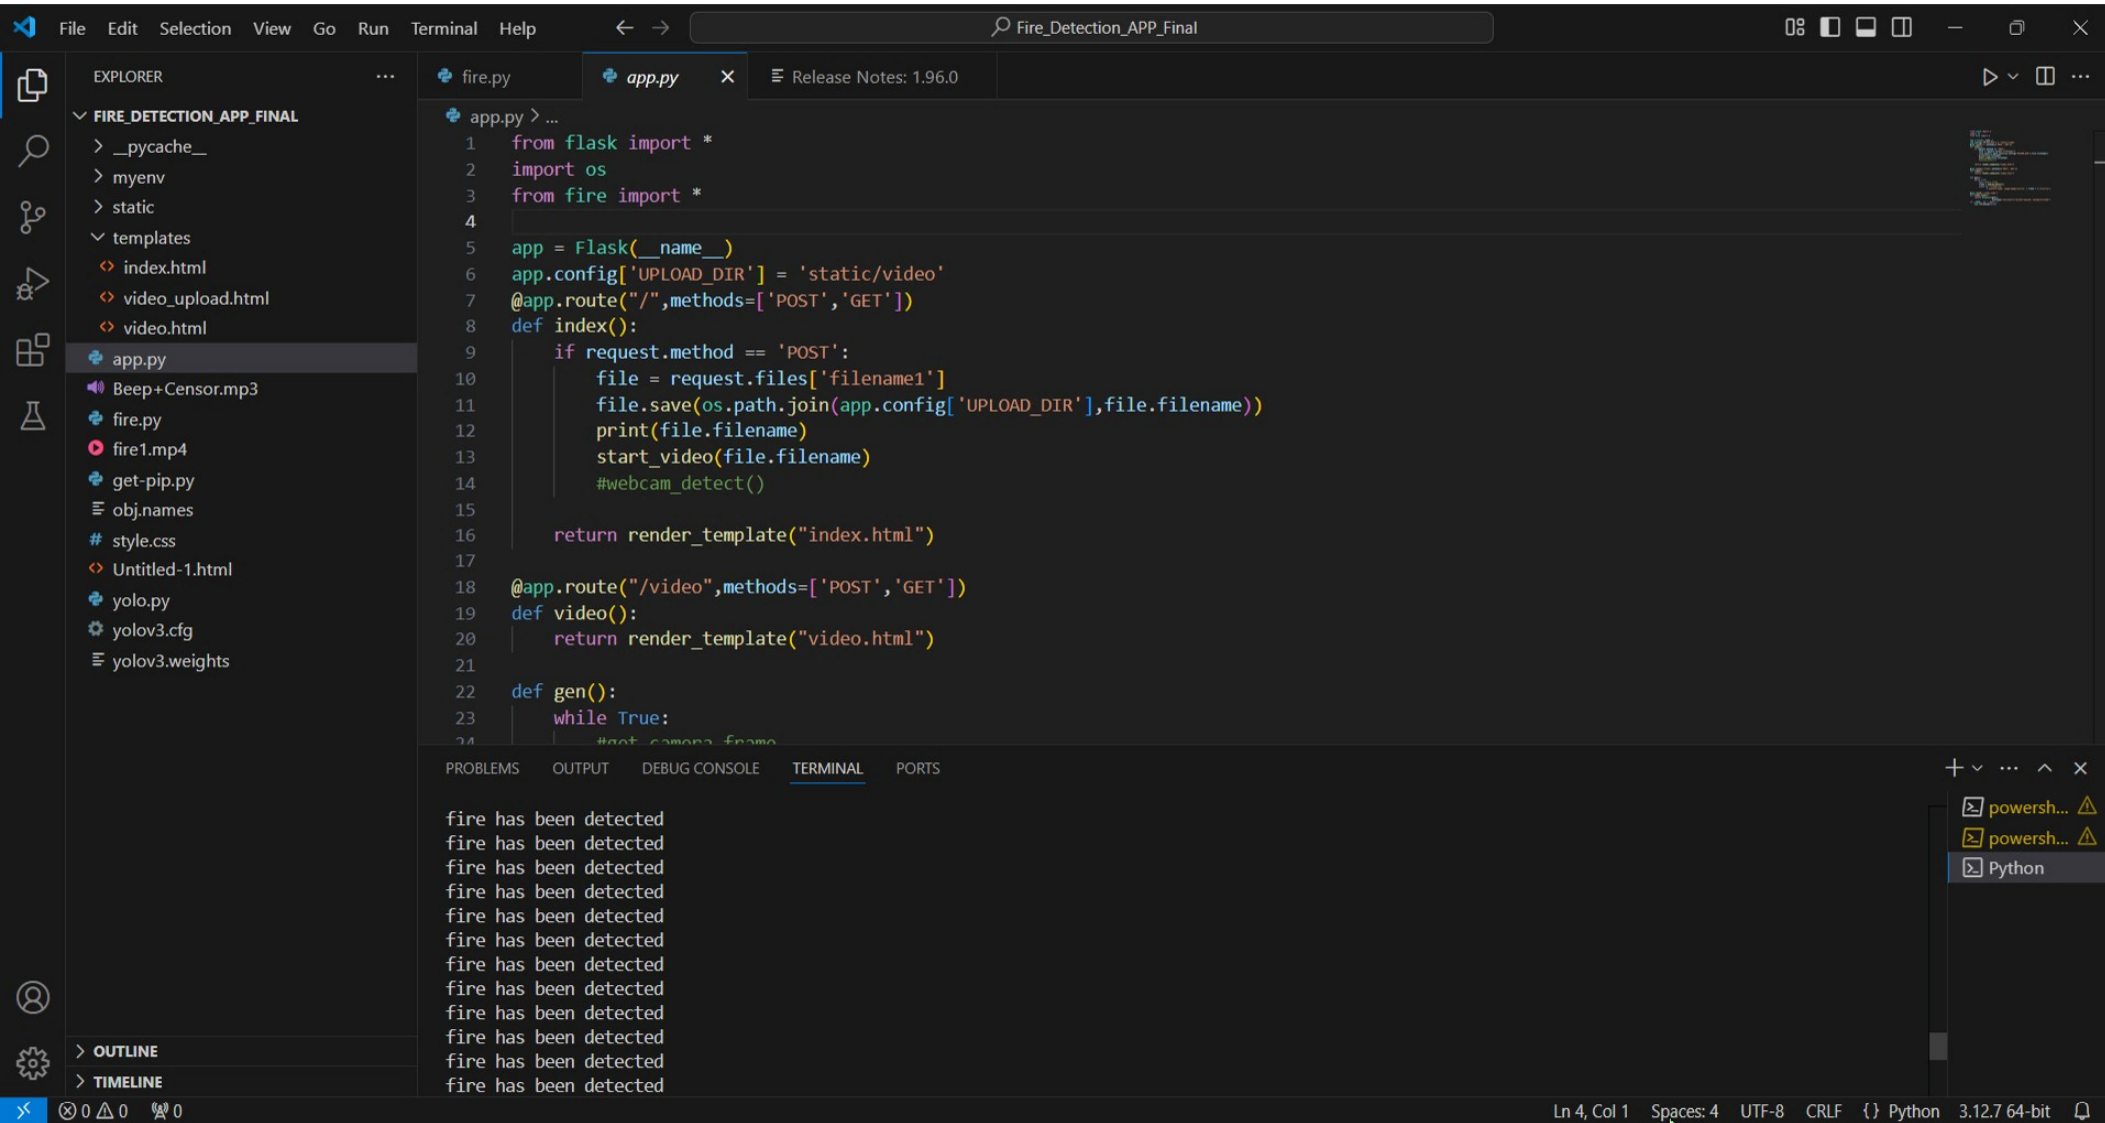 File Edit Selection View Go Run Terminal Help
Fire_Detection_APP_Final
EXPLORER
FIRE_DETECTION_APP_FINAL
__pycache__
myenv
static
templates
index.html
video_upload.html
video.html
app.py
Beep+Censor.mp3
fire.py
fire1.mp4
get-pip.py
obj.names
style.css
Untitled-1.html
yolo.py
yolov3.cfg
yolov3.weights
OUTLINE
TIMELINE
fire.py
app.py
Release Notes: 1.96.0
app.py > ...
1 from flask import *
2 import os
3 from fire import *
4
5 app = Flask(__name__)
6 app.config['UPLOAD_DIR'] = 'static/video'
7 @app.route("/",methods=['POST','GET'])
8 def index():
9 if request.method == 'POST':
10 file = request.files['filename1']
11 file.save(os.path.join(app.config['UPLOAD_DIR'],file.filename))
12 print(file.filename)
13 start_video(file.filename)
14 #webcam_detect()
15
16 return render_template("index.html")
17
18 @app.route("/video",methods=['POST','GET'])
19 def video():
20 return render_template("video.html")
21
22 def gen():
23 while True:
24 #get camera frame
PROBLEMS OUTPUT DEBUG CONSOLE TERMINAL PORTS
fire has been detected
fire has been detected
fire has been detected
fire has been detected
fire has been detected
fire has been detected
fire has been detected
fire has been detected
fire has been detected
fire has been detected
fire has been detected
fire has been detected
powersh...
powersh...
Python
0 0 0
Ln 4, Col 1 Spaces: 4 UTF-8 CRLF {} Python 3.12.7 64-bit